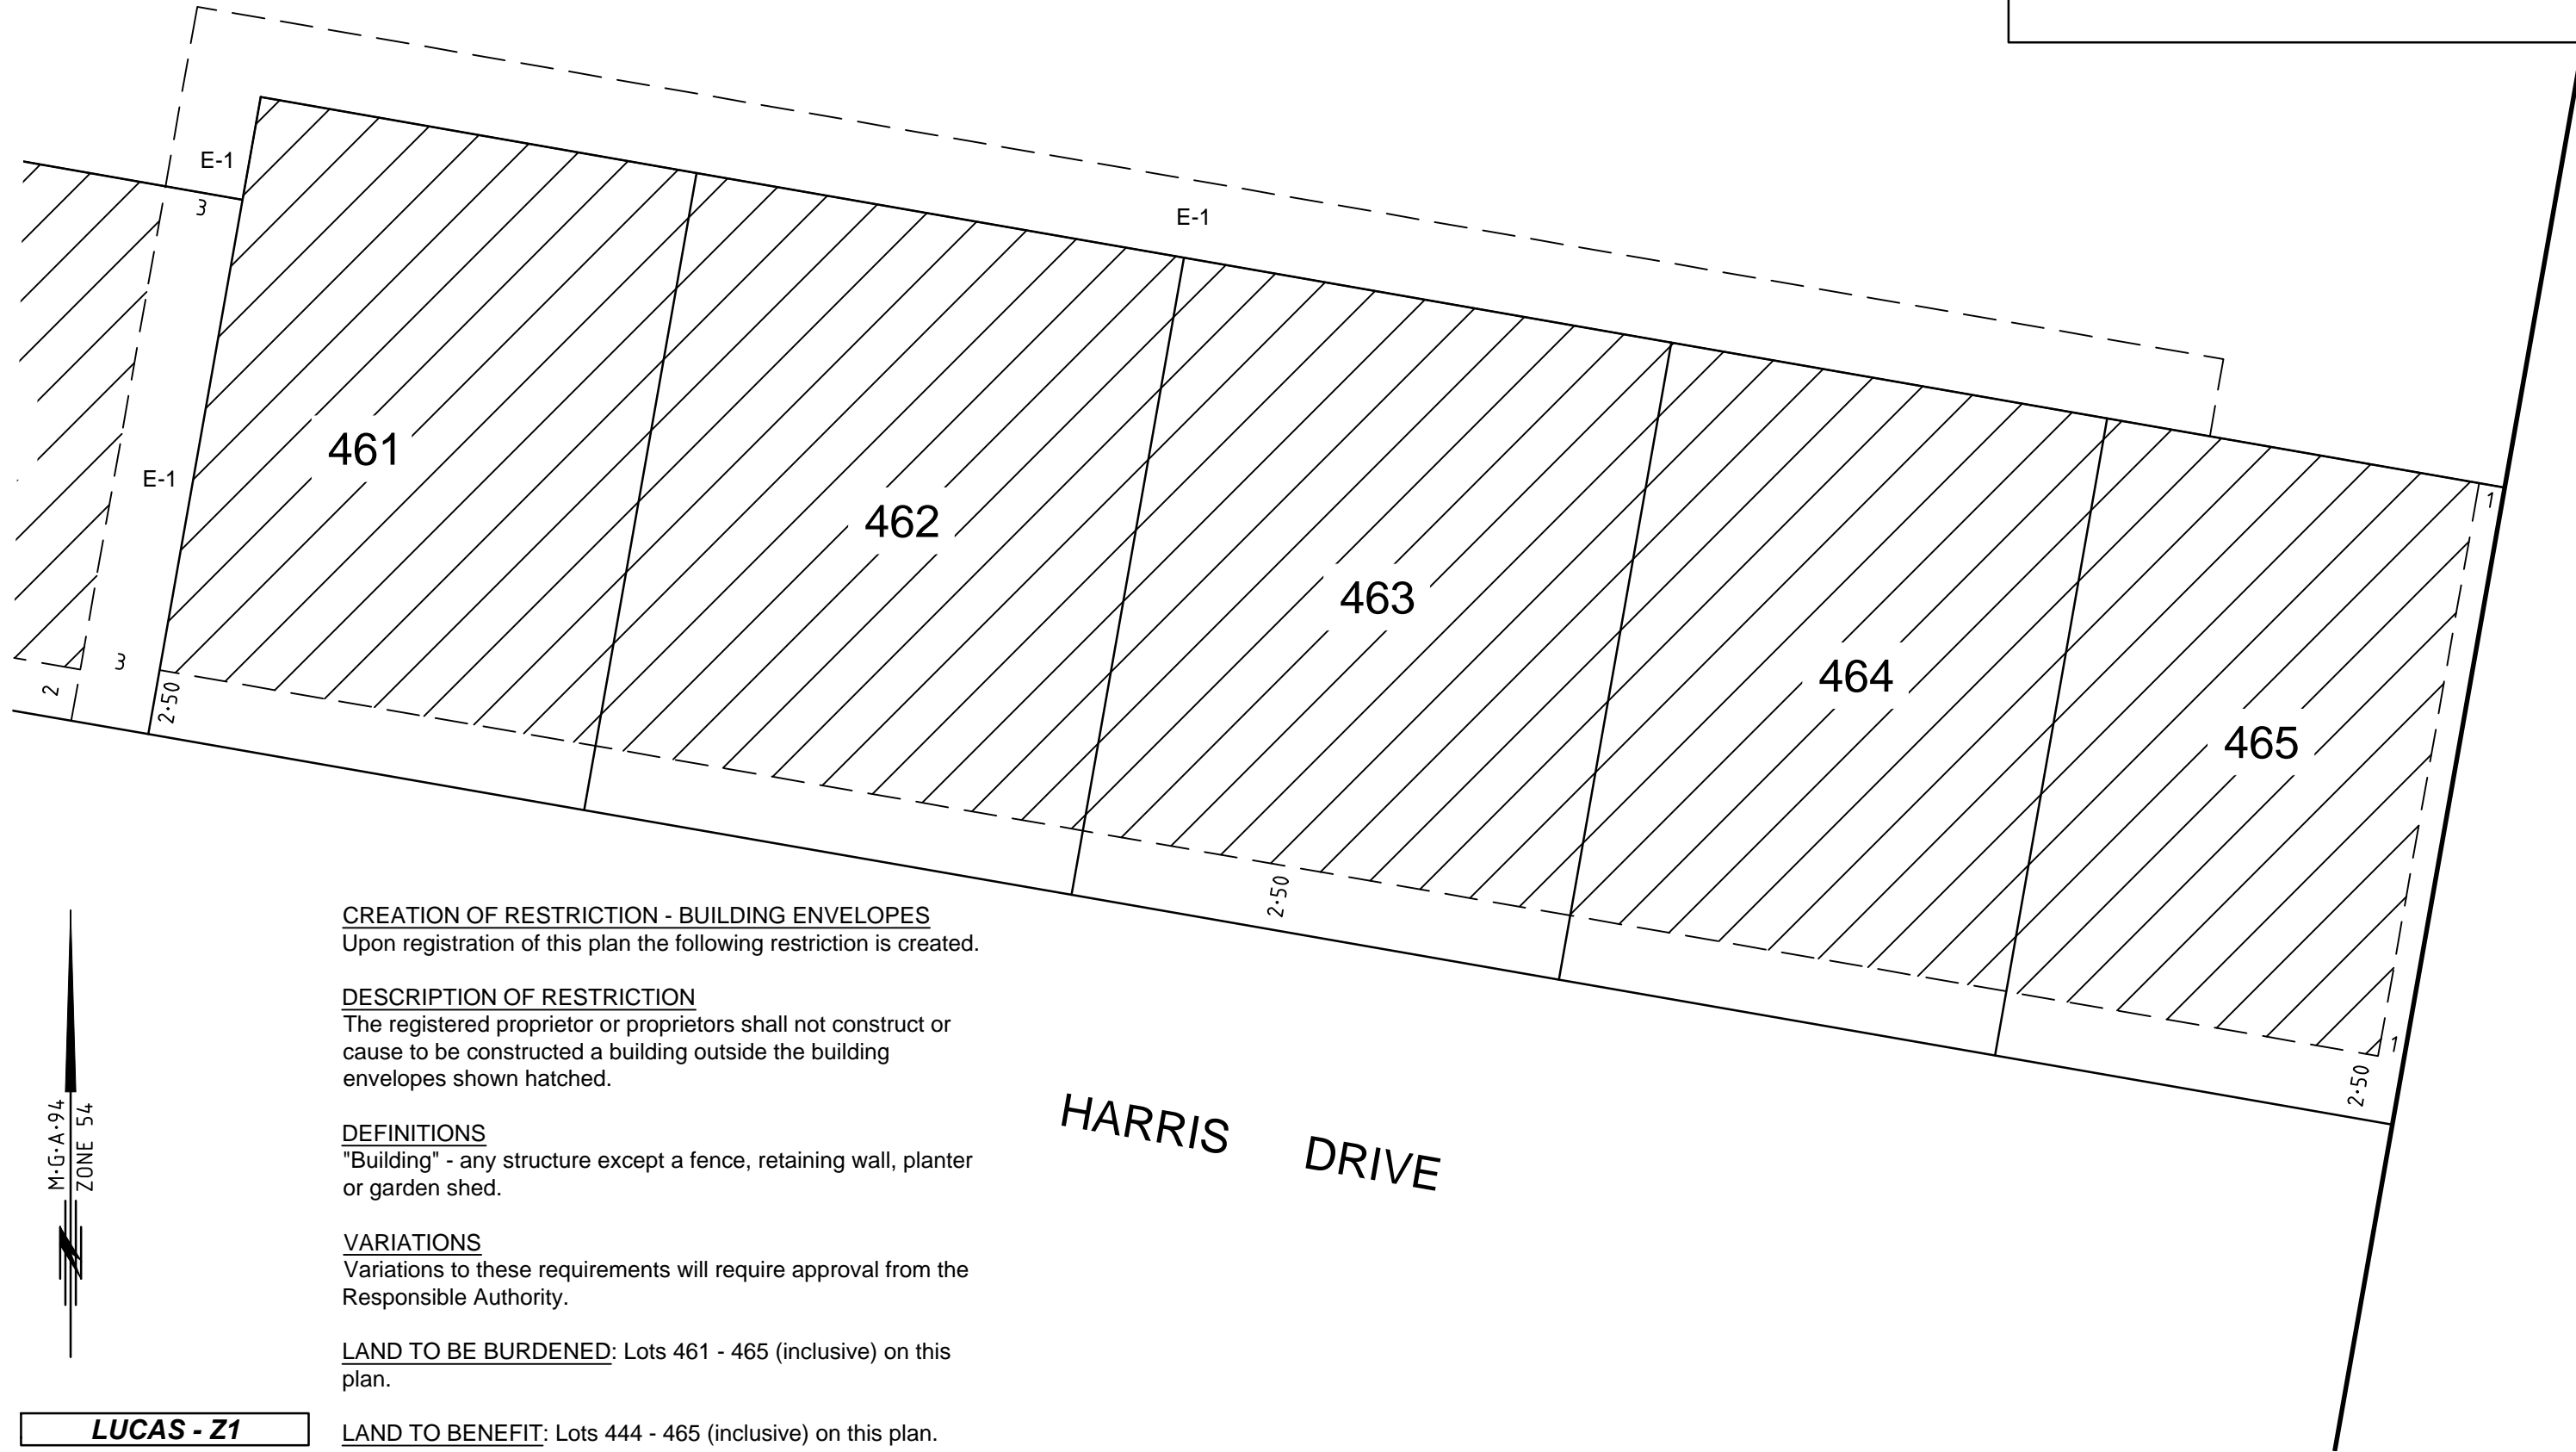 E-1
3
E-1
E-1
461
462
463
464
465
1
3
2
2·50
2·50
1
2·50
HARRIS DRIVE
M·G·A·94
ZONE 54
CREATION OF RESTRICTION - BUILDING ENVELOPES
Upon registration of this plan the following restriction is created.
DESCRIPTION OF RESTRICTION
The registered proprietor or proprietors shall not construct or
cause to be constructed a building outside the building
envelopes shown hatched.
DEFINITIONS
"Building" - any structure except a fence, retaining wall, planter
or garden shed.
VARIATIONS
Variations to these requirements will require approval from the
Responsible Authority.
LAND TO BE BURDENED: Lots 461 - 465 (inclusive) on this
plan.
LAND TO BENEFIT: Lots 444 - 465 (inclusive) on this plan.
LUCAS - Z1